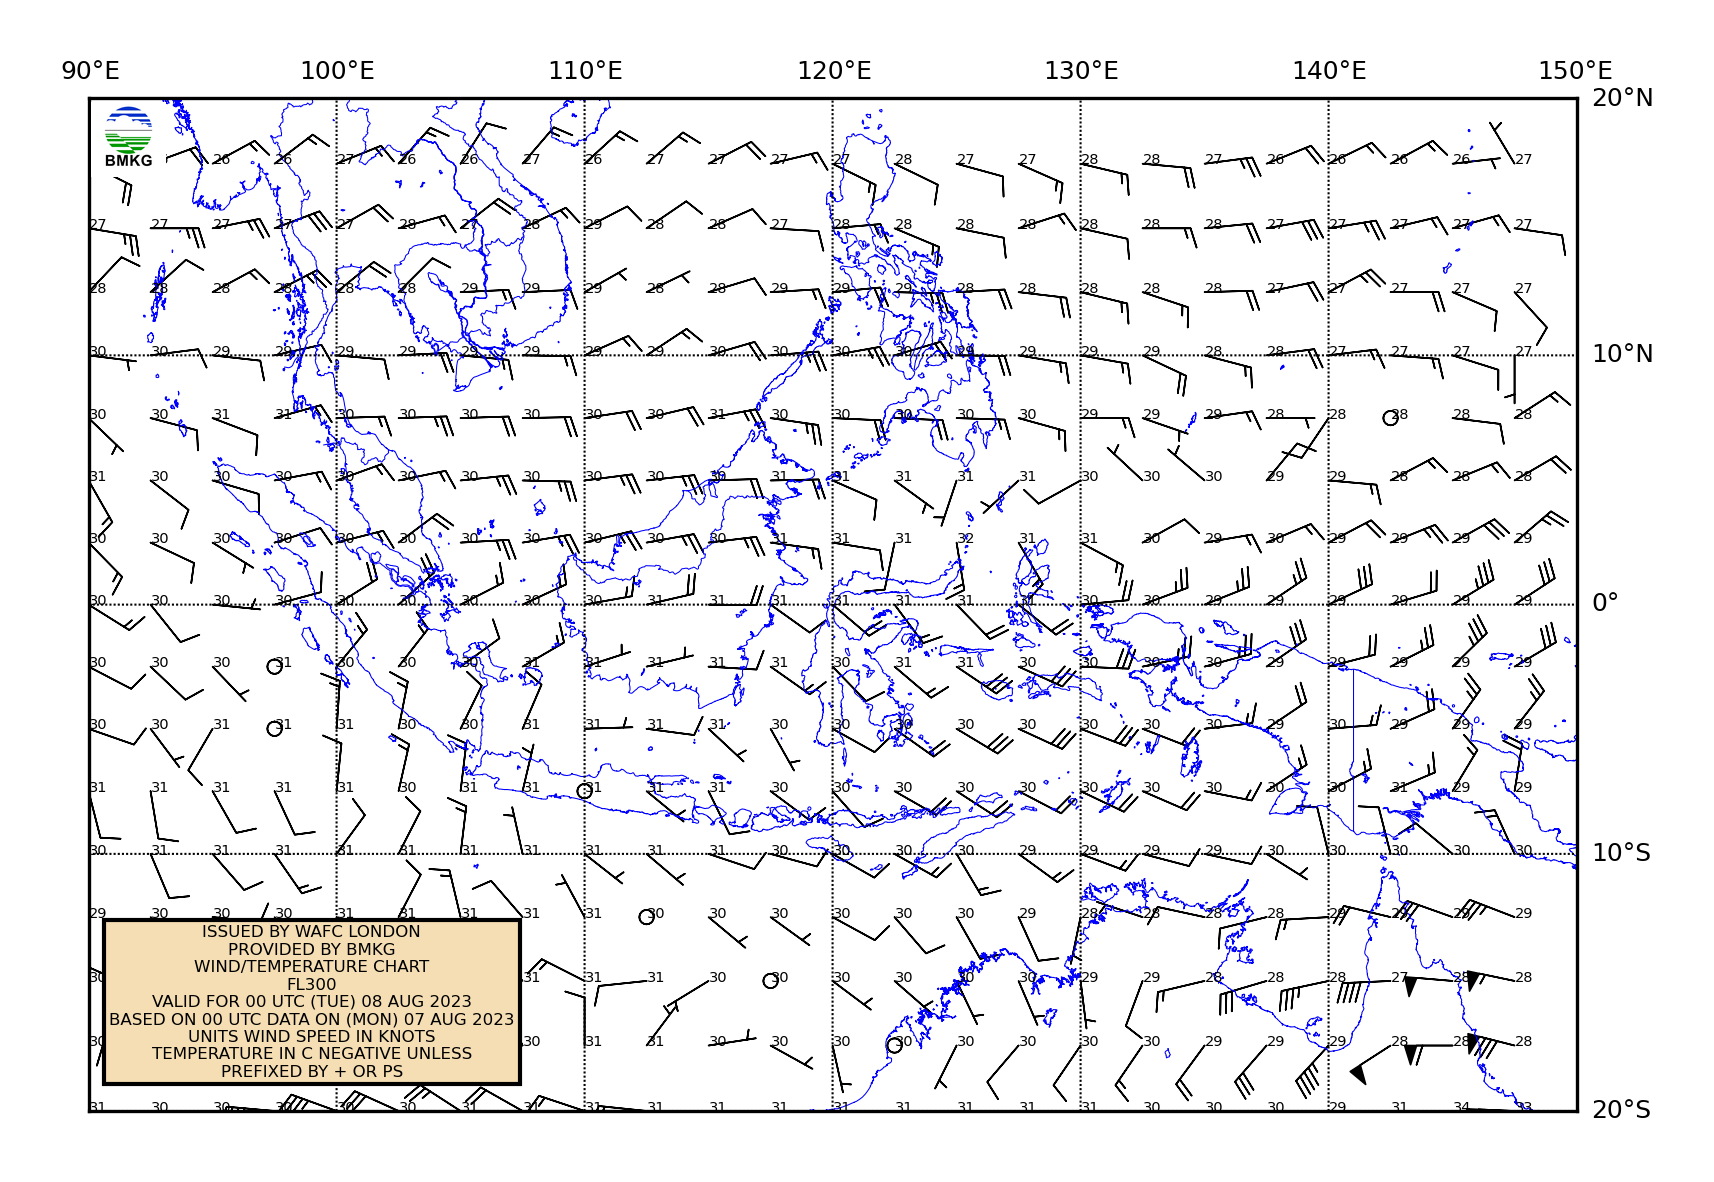 90°E 100°E 110°E 120°E 130°E 140°E 150°E
20°N
BMKG
26 26 27 26 26 27 26 27 27 27 27 28 27 27 28 28 27 26 26 26 26 27
27 27 27 27 27 28 27 28 29 28 28 27 28 28 28 28 28 28 28 27 27 27 27 27
28 28 28 28 28 28 29 29 29 28 29 29 29 29 28 28 28 28 28 27 27 27 27 27
30 30 29 29 29 29 29 29 29 29 30 30 30 30 29 29 29 29 28 28 27 27 27 27
10°N
30 30 31 31 30 30 30 30 30 30 31 30 30 30 30 30 29 29 29 28 28 28 28 28
31 30 30 30 30 30 30 30 30 30 30 31 31 31 31 31 30 30 30 29 29 28 28 28
30 30 30 30 30 30 30 30 30 30 30 31 31 31 32 31 31 30 29 30 29 29 29 29
30 30 30 30 30 30 30 30 30 31 31 31 31 31 31 31 30 30 29 29 29 29 29 29
0°
30 30 30 31 30 30 30 31 31 31 31 31 30 31 31 30 30 30 30 29 29 29 29 29
30 30 31 31 31 30 30 31 31 31 31 30 30 30 30 30 30 30 30 29 30 29 29 29
31 31 31 31 31 30 31 31 31 31 31 30 30 30 30 30 30 30 30 30 30 31 29 29
30 31 31 31 31 31 31 31 30 30 31 30 30 30 30 29 30 29 29 30 30 30 30 30
10°S
29 30 30 30 31 31 31 31 31 30 30 30 30 30 30 29 28 28 28 28 29 29 29 29
30 31 31 31 30 30 30 30 30 30 29 29 28 28 28 27 28 28
30 30 31 31 30 30 30 30 30 30 30 30 29 29 29 28 28 28
31 30 30 30 30 30 31 31 31 31 31 30 31 31 31 31 31 30 30 30 29 31 34 33
20°S
ISSUED BY WAFC LONDON
PROVIDED BY BMKG
WIND/TEMPERATURE CHART
FL300
VALID FOR 00 UTC (TUE) 08 AUG 2023
BASED ON 00 UTC DATA ON (MON) 07 AUG 2023
UNITS WIND SPEED IN KNOTS
TEMPERATURE IN C NEGATIVE UNLESS
PREFIXED BY + OR PS